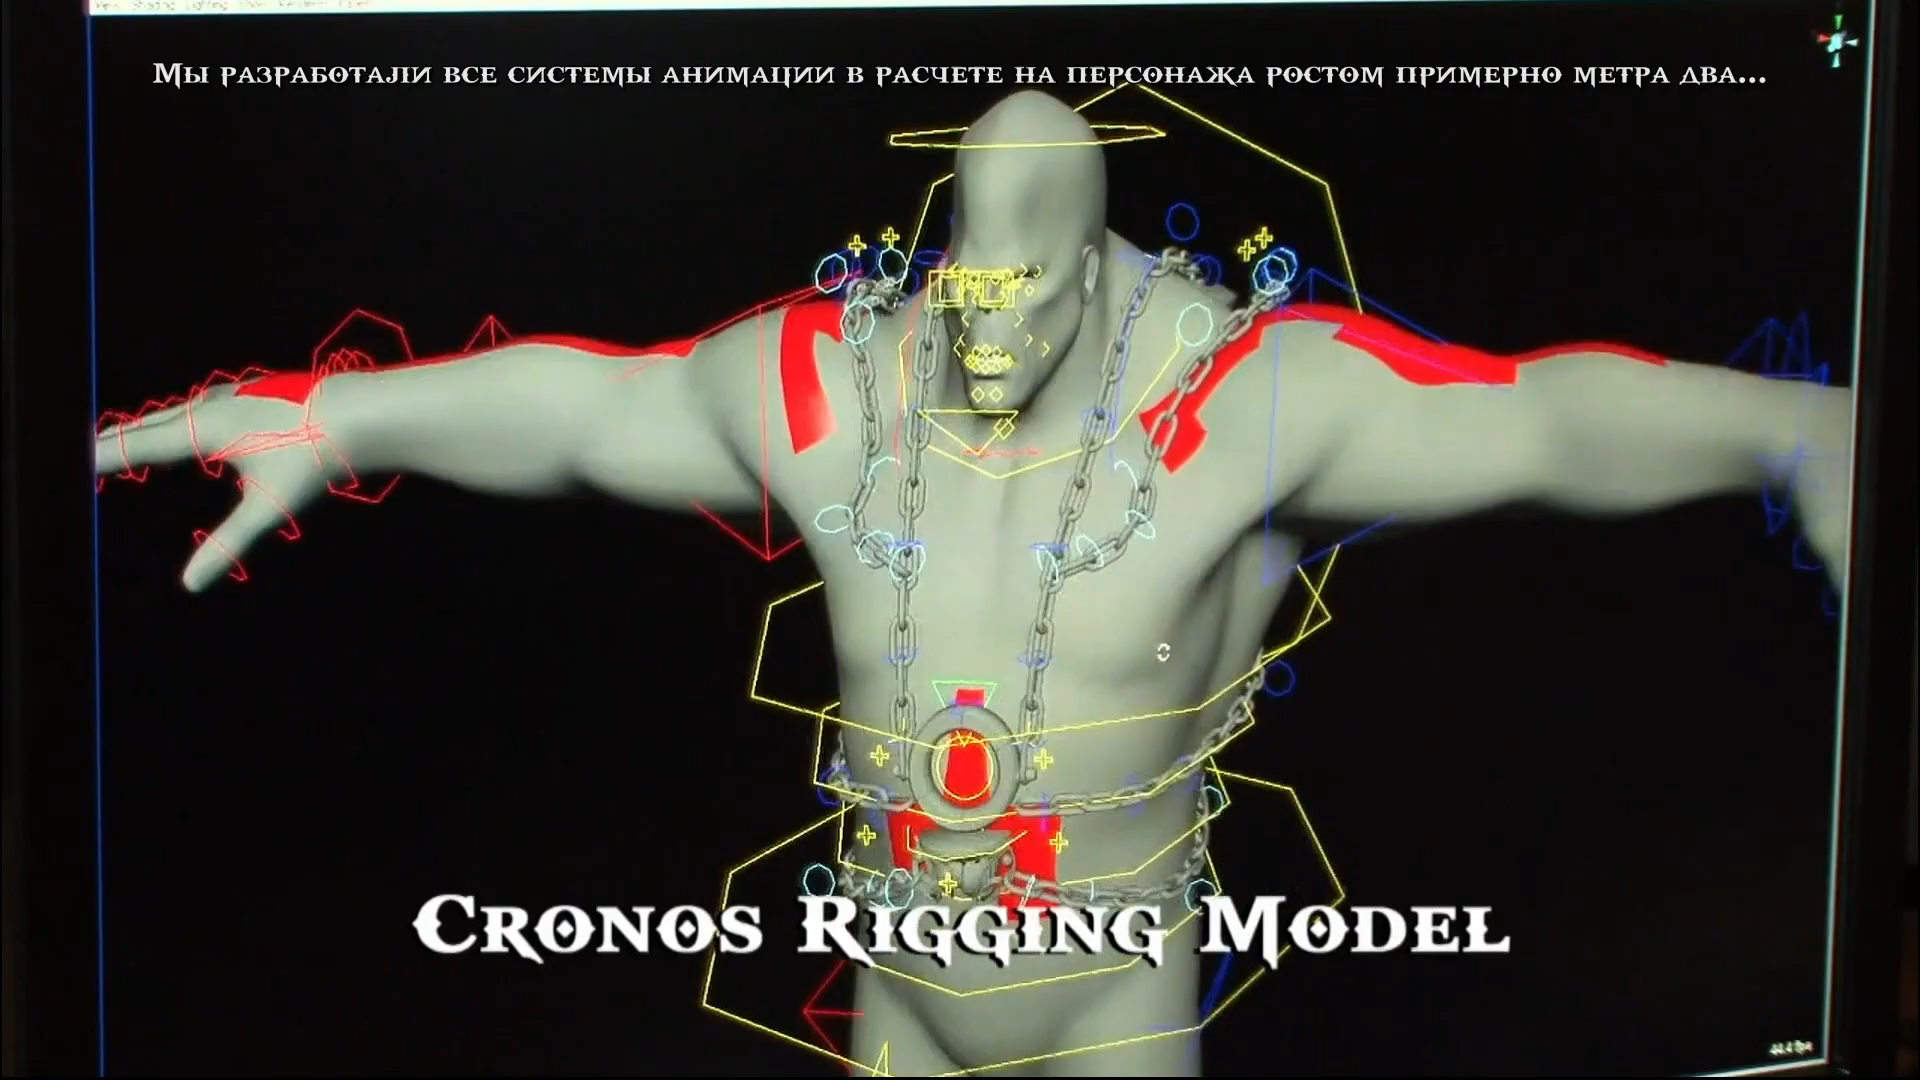 Мы разработали все системы анимации в расчете на персонажа ростом примерно метра два...
Cronos Rigging Model